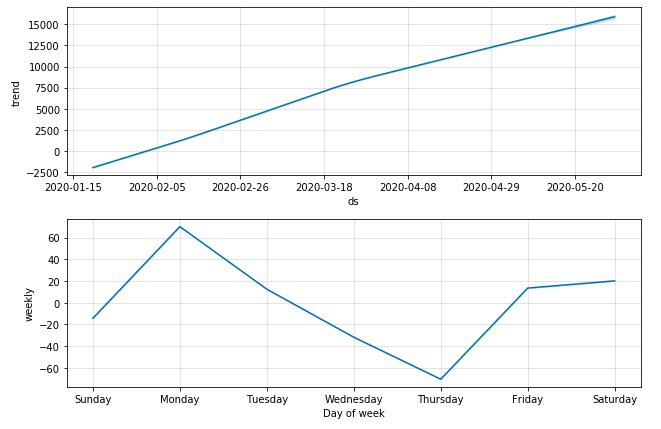 15000
12500
10000
7500
5000
2500
0
−2500
trend
2020-01-15 2020-02-05 2020-02-26 2020-03-18 2020-04-08 2020-04-29 2020-05-20
ds
60
40
20
0
−20
−40
−60
weekly
Sunday Monday Tuesday Wednesday Thursday Friday Saturday
Day of week